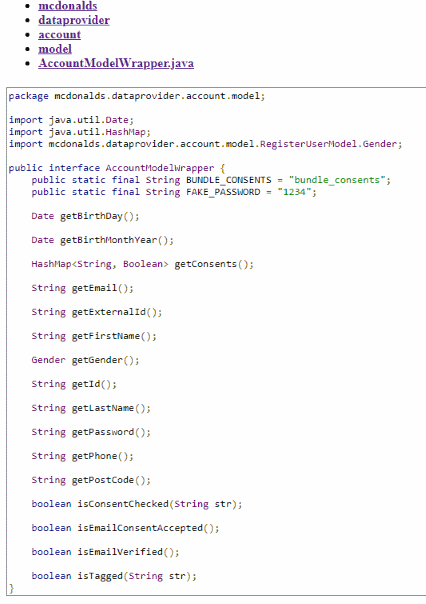 mcdonalds
dataprovider
account
model
AccountModelWrapper.java
package mcdonalds.dataprovider.account.model;
import java.util.Date;
import java.util.HashMap;
import mcdonalds.dataprovider.account.model.RegisterUserModel.Gender;
public interface AccountModelWrapper {
public static final String BUNDLE_CONSENTS = "bundle_consents";
public static final String FAKE_PASSWORD = "1234";
Date getBirthDay();
Date getBirthMonthYear();
HashMap<String, Boolean> getConsents();
String getEmail();
String getExternalId();
String getFirstName();
Gender getGender();
String getId();
String getLastName();
String getPassword();
String getPhone();
String getPostCode();
boolean isConsentChecked(String str);
boolean isEmailConsentAccepted();
boolean isEmailVerified();
boolean isTagged(String str);
}